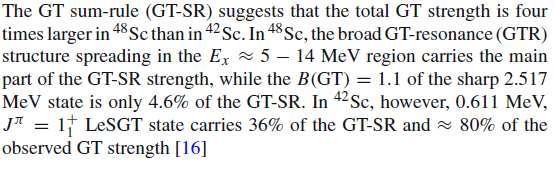 The GT sum-rule (GT-SR) suggests that the total GT strength is four
times larger in ⁴⁸Sc than in ⁴²Sc. In ⁴⁸Sc, the broad GT-resonance (GTR)
structure spreading in the Eₓ ≈ 5 – 14 MeV region carries the main
part of the GT-SR strength, while the B(GT) = 1.1 of the sharp 2.517
MeV state is only 4.6% of the GT-SR. In ⁴²Sc, however, 0.611 MeV,
J^π = 1₁⁺ LeSGT state carries 36% of the GT-SR and ≈ 80% of the
observed GT strength [16]